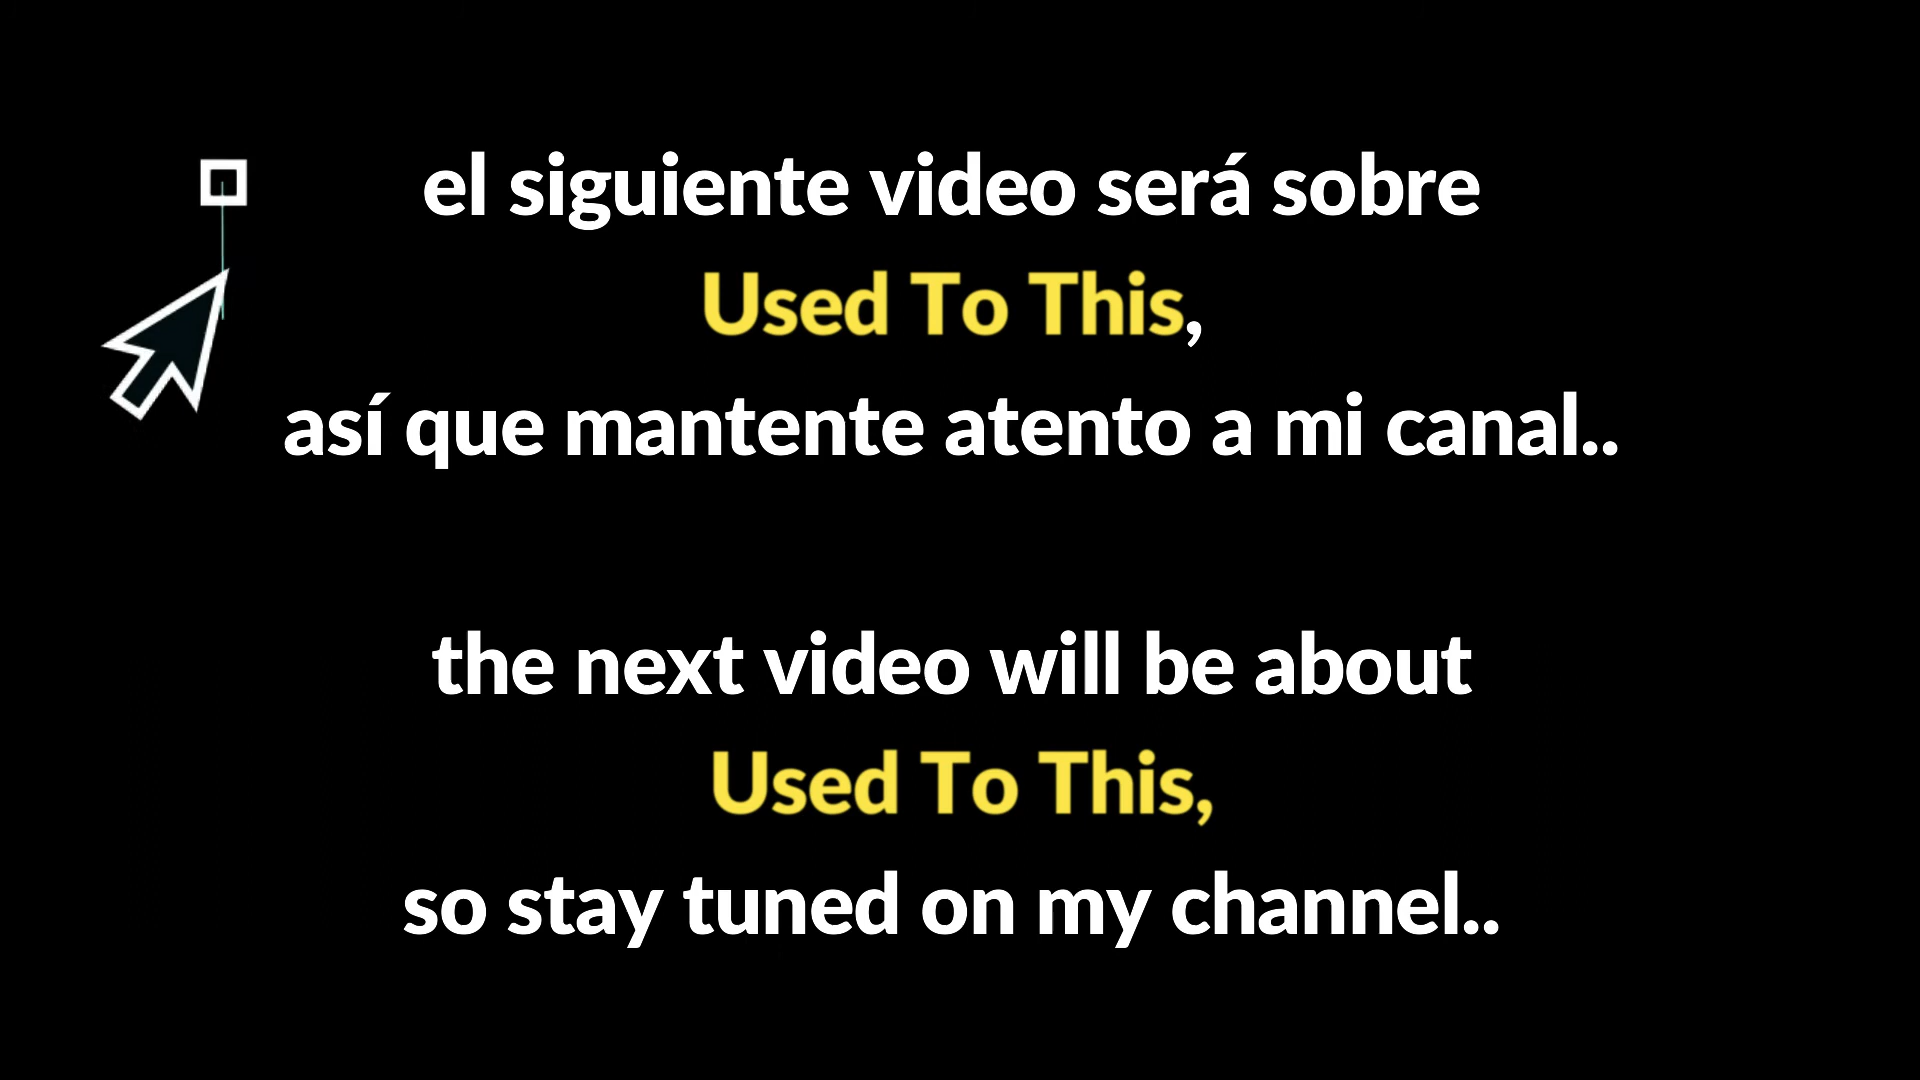 el siguiente video será sobre
Used To This,
así que mantente atento a mi canal..
the next video will be about
Used To This,
so stay tuned on my channel..